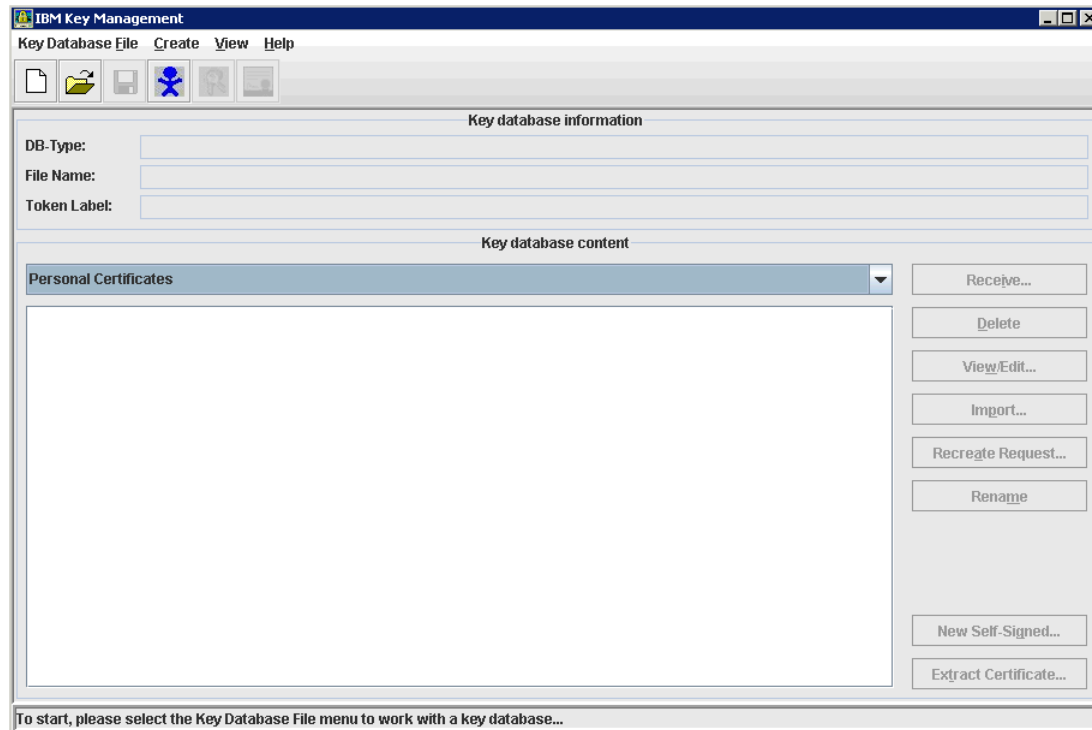 IBM Key Management
Key Database File Create View Help
Key database information
DB-Type:
File Name:
Token Label:
Key database content
Personal Certificates
Receive...
Delete
View/Edit...
Import...
Recreate Request...
Rename
New Self-Signed...
Extract Certificate...
To start, please select the Key Database File menu to work with a key database...